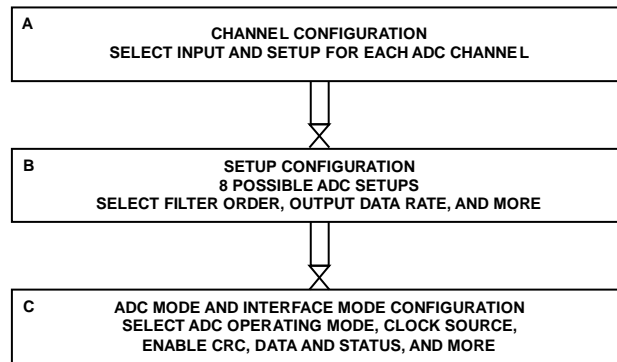 A
CHANNEL CONFIGURATION
SELECT INPUT AND SETUP FOR EACH ADC CHANNEL
B
SETUP CONFIGURATION
8 POSSIBLE ADC SETUPS
SELECT FILTER ORDER, OUTPUT DATA RATE, AND MORE
C
ADC MODE AND INTERFACE MODE CONFIGURATION
SELECT ADC OPERATING MODE, CLOCK SOURCE,
ENABLE CRC, DATA AND STATUS, AND MORE